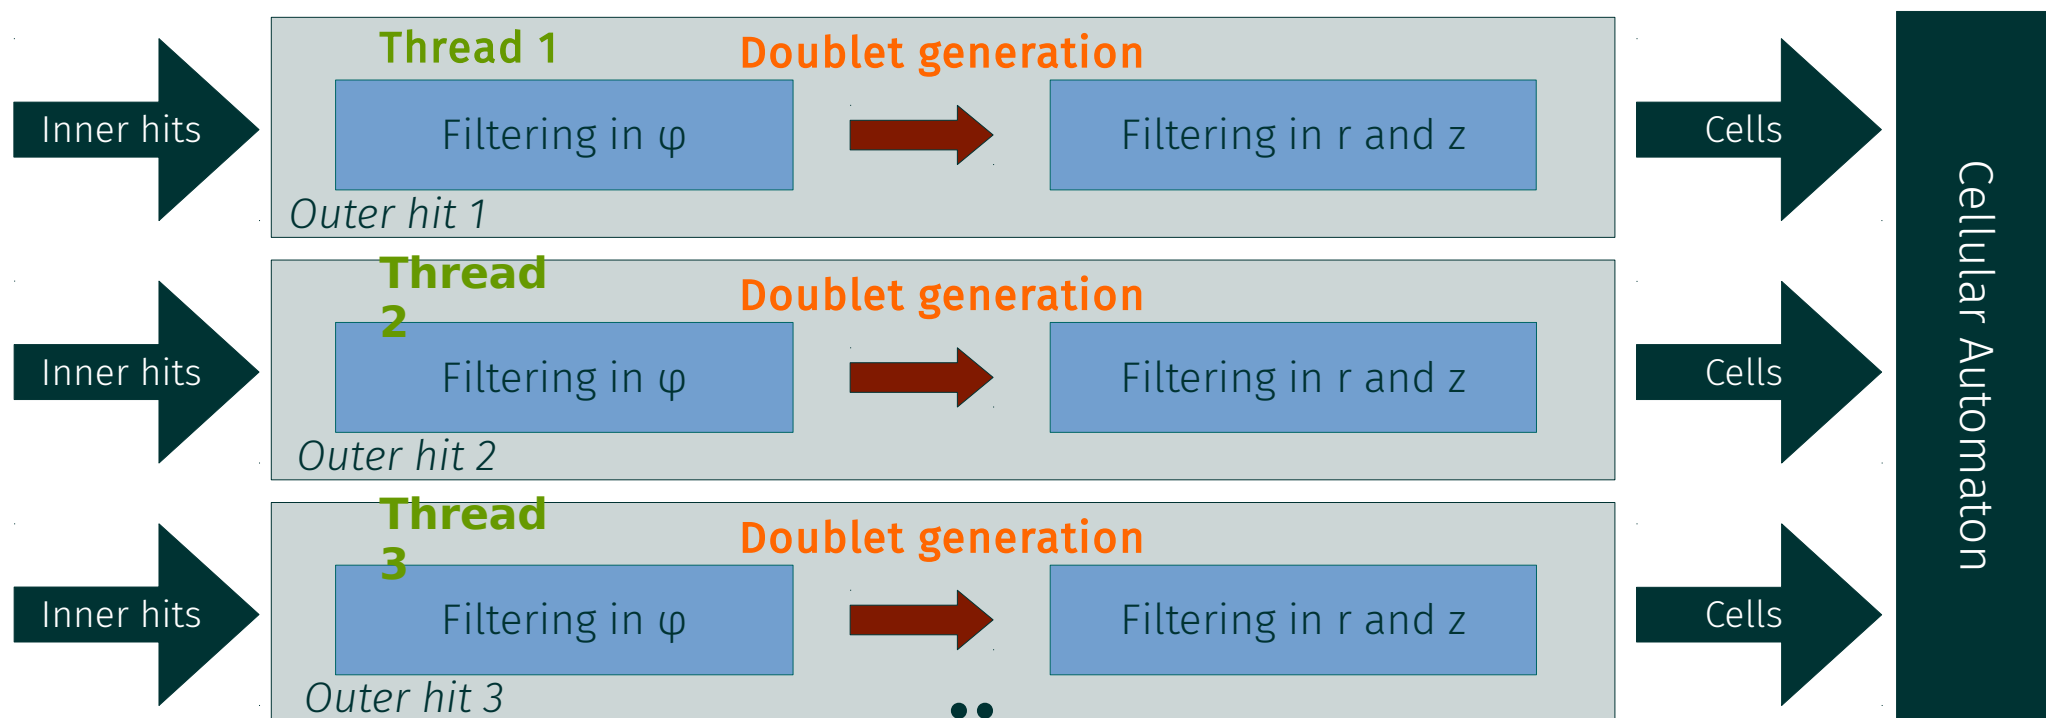 Thread 1
Doublet generation
Inner hits
Filtering in φ
Filtering in r and z
Cells
Outer hit 1
Thread
2
Doublet generation
Inner hits
Filtering in φ
Filtering in r and z
Cells
Outer hit 2
Thread
3
Doublet generation
Inner hits
Filtering in φ
Filtering in r and z
Cells
Outer hit 3
Cellular Automaton